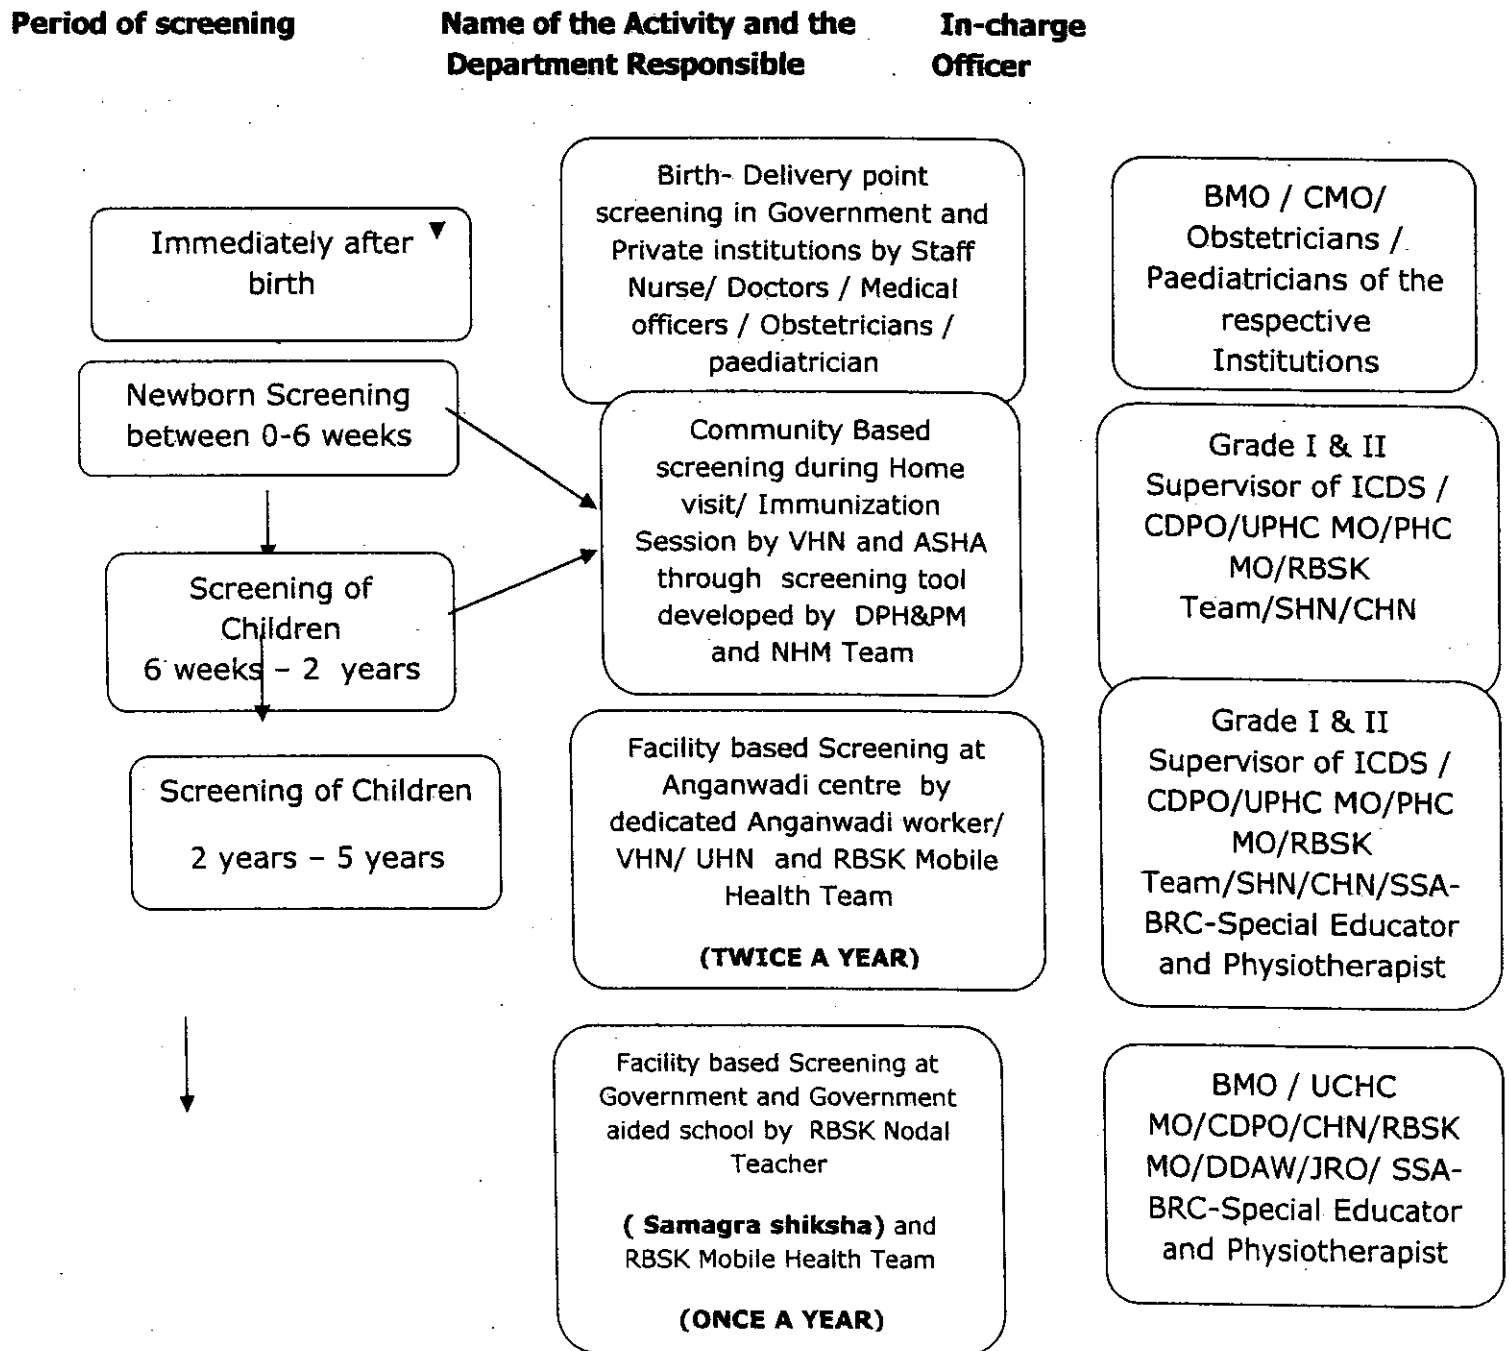 Period of screening
Name of the Activity and the
Department Responsible
In-charge
Officer
Immediately after
birth
Birth- Delivery point
screening in Government and
Private institutions by Staff
Nurse/ Doctors / Medical
officers / Obstetricians /
paediatrician
BMO / CMO/
Obstetricians /
Paediatricians of the
respective
Institutions
Newborn Screening
between 0-6 weeks
Community Based
screening during Home
visit/ Immunization
Session by VHN and ASHA
through screening tool
developed by DPH&PM
and NHM Team
Grade I & II
Supervisor of ICDS /
CDPO/UPHC MO/PHC
MO/RBSK
Team/SHN/CHN
Screening of
Children
6 weeks – 2 years
Screening of Children
2 years – 5 years
Facility based Screening at
Anganwadi centre by
dedicated Anganwadi worker/
VHN/ UHN and RBSK Mobile
Health Team
(TWICE A YEAR)
Grade I & II
Supervisor of ICDS /
CDPO/UPHC MO/PHC
MO/RBSK
Team/SHN/CHN/SSA-
BRC-Special Educator
and Physiotherapist
Facility based Screening at
Government and Government
aided school by RBSK Nodal
Teacher
( Samagra shiksha) and
RBSK Mobile Health Team
(ONCE A YEAR)
BMO / UCHC
MO/CDPO/CHN/RBSK
MO/DDAW/JRO/ SSA-
BRC-Special Educator
and Physiotherapist